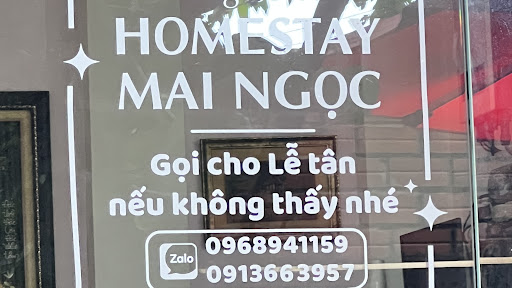 HOMESTAY
MAI NGỌC
Gọi cho Lễ tân
nếu không thấy nhé
Zalo 0968941159
0913663957